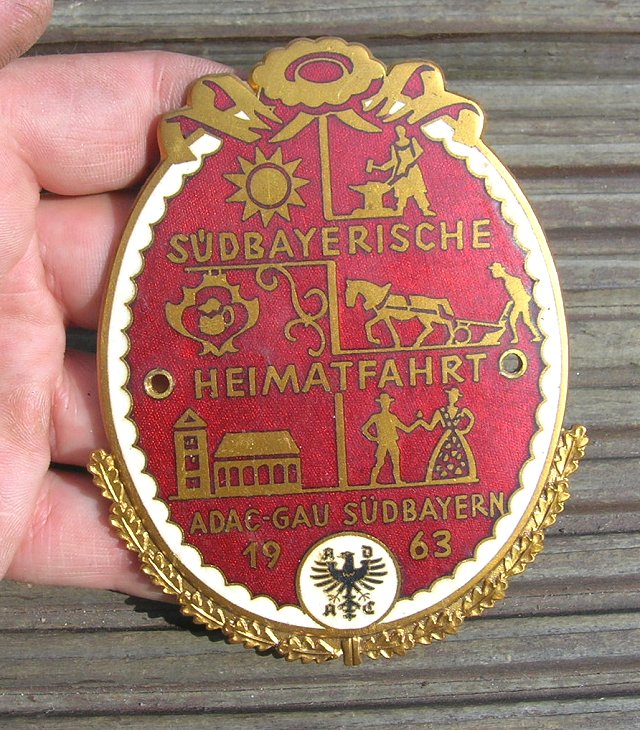 SÜDBAYERISCHE
HEIMATFAHRT
ADAC-GAU SÜDBAYERN
19 63
A D
A C